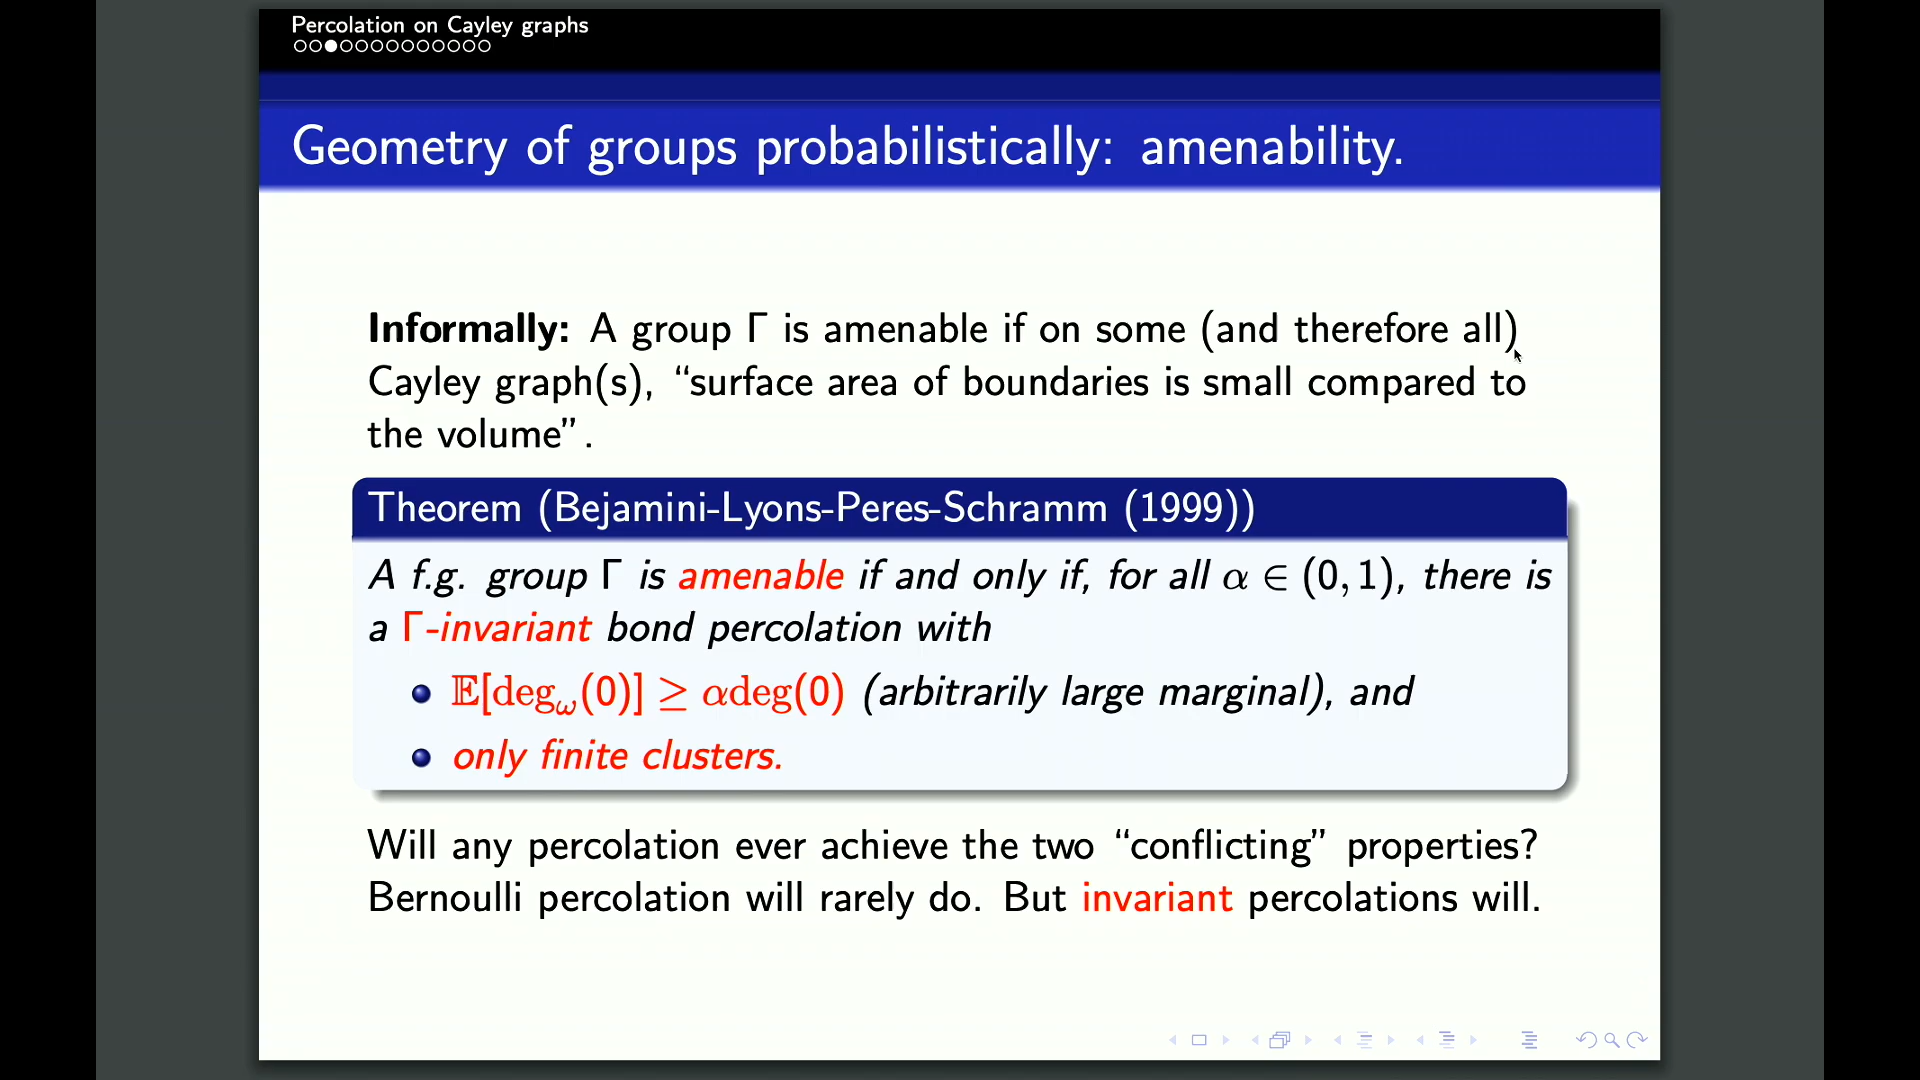 Percolation on Cayley graphs
Geometry of groups probabilistically: amenability.
Informally: A group Γ is amenable if on some (and therefore all)
Cayley graph(s), “surface area of boundaries is small compared to
the volume”.
Theorem (Bejamini-Lyons-Peres-Schramm (1999))
A f.g. group Γ is amenable if and only if, for all α ∈ (0, 1), there is
a Γ-invariant bond percolation with
𝔼[deg_ω(0)] ≥ αdeg(0) (arbitrarily large marginal), and
only finite clusters.
Will any percolation ever achieve the two “conflicting” properties?
Bernoulli percolation will rarely do. But invariant percolations will.